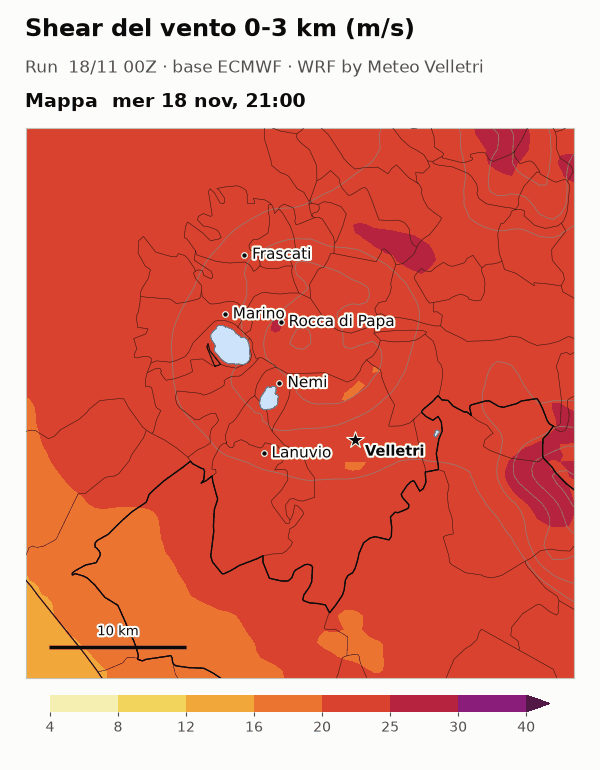 Shear del vento 0-3 km (m/s)
Run  18/11 00Z · base ECMWF · WRF by Meteo Velletri
Mappa  mer 18 nov, 21:00
Frascati
Marino
Rocca di Papa
Nemi
Velletri
Lanuvio
10 km
4 8 12 16 20 25 30 40